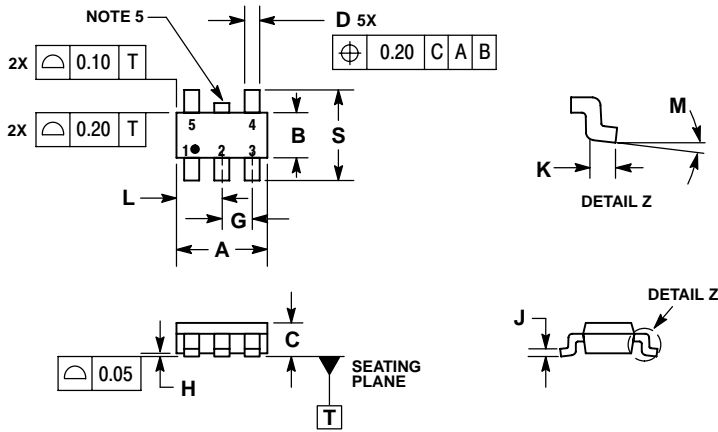 NOTE 5
D 5X
⌖ 0.20 C A B
2X ⌓ 0.10 T
2X ⌓ 0.20 T
5 4
1 2 3
B
S
L
G
A
M
K
DETAIL Z
DETAIL Z
J
C
⌓ 0.05
H
SEATING
PLANE
T